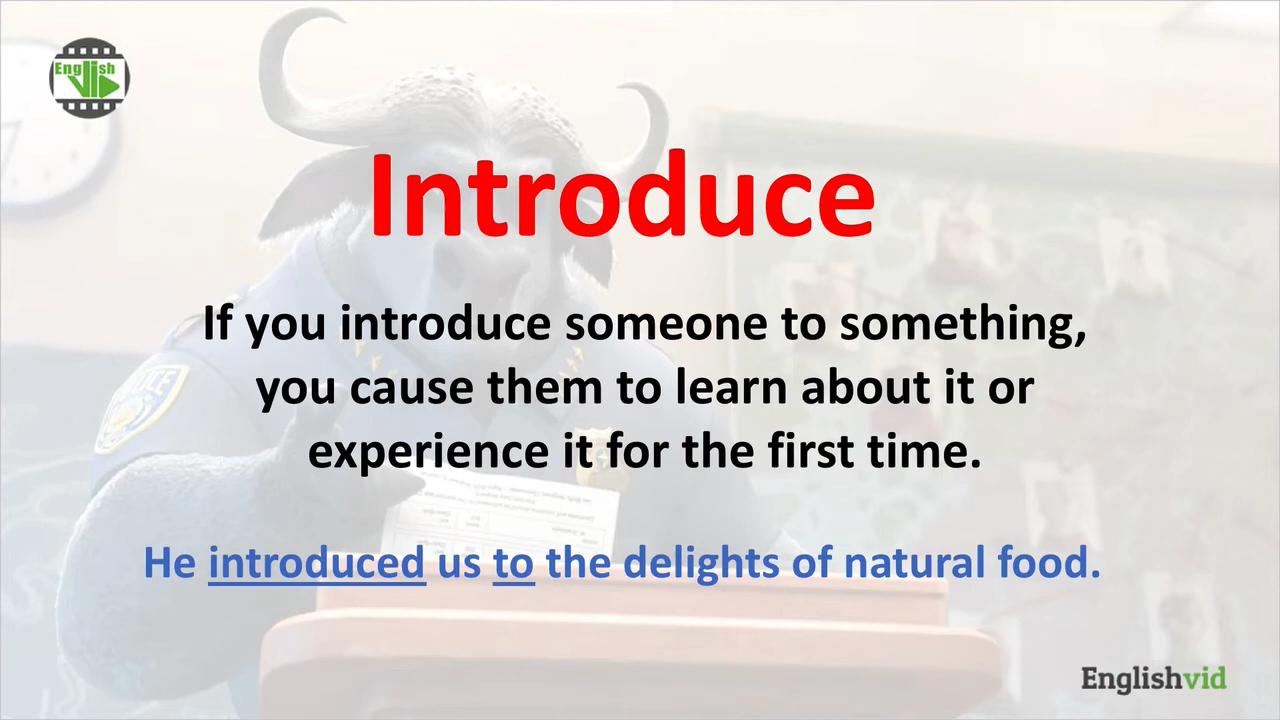 English
Introduce
If you introduce someone to something,
you cause them to learn about it or
experience it for the first time.
He introduced us to the delights of natural food.
Englishvid